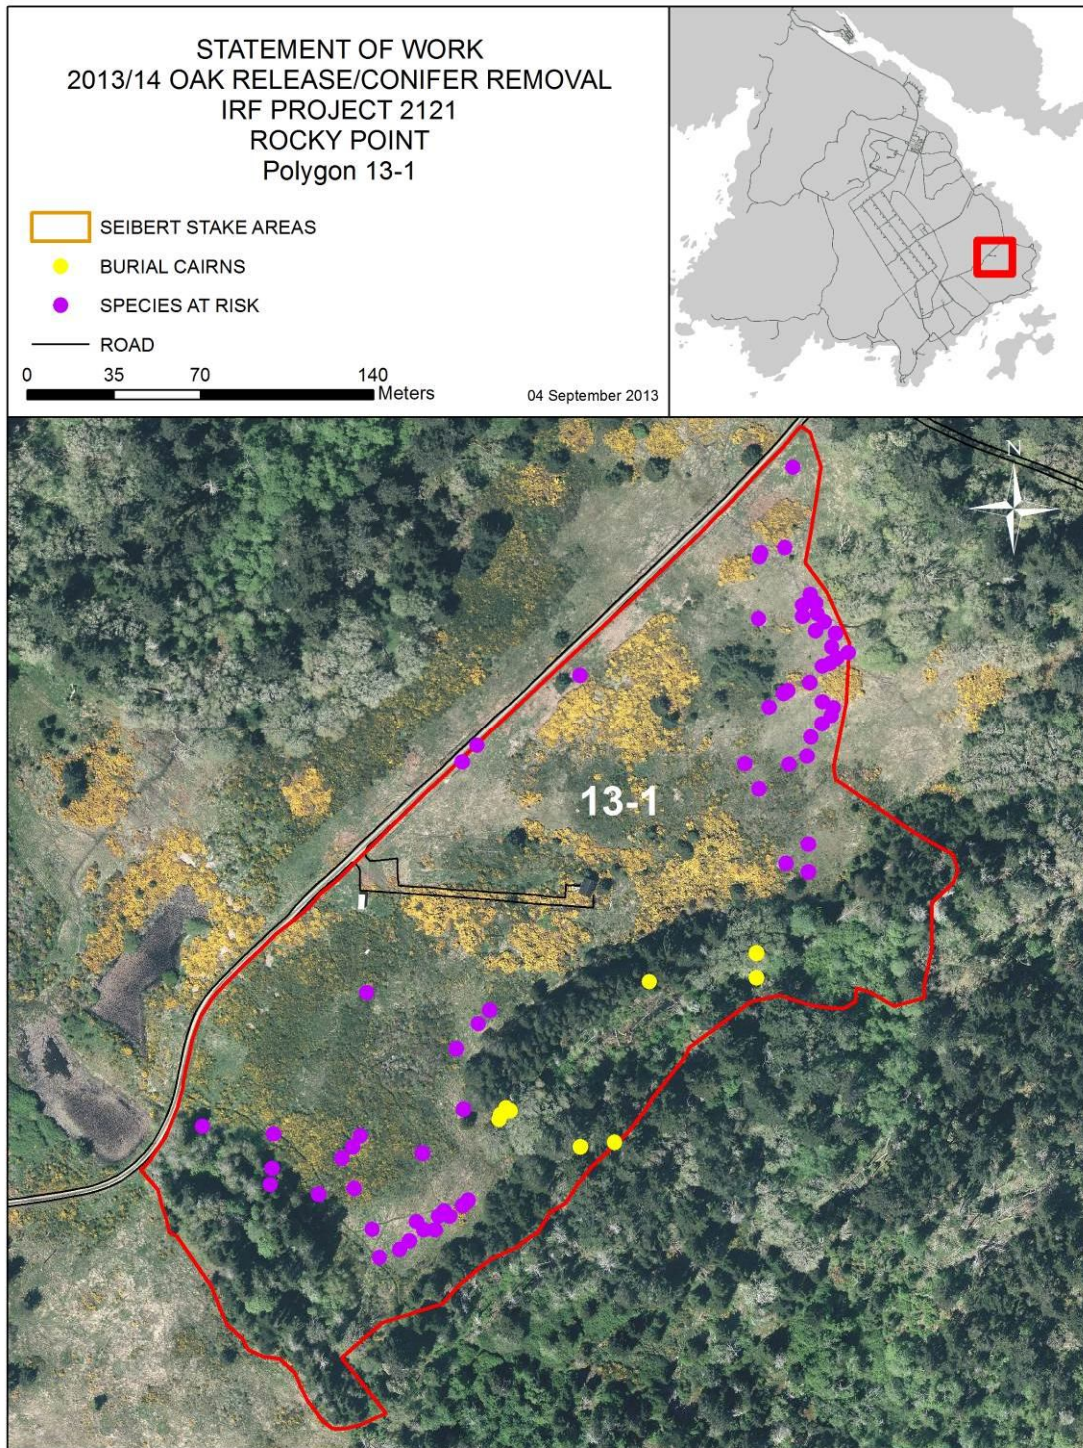 STATEMENT OF WORK
2013/14 OAK RELEASE/CONIFER REMOVAL
IRF PROJECT 2121
ROCKY POINT
Polygon 13-1
SEIBERT STAKE AREAS
BURIAL CAIRNS
SPECIES AT RISK
ROAD
0 35 70 140
Meters
04 September 2013
N
13-1